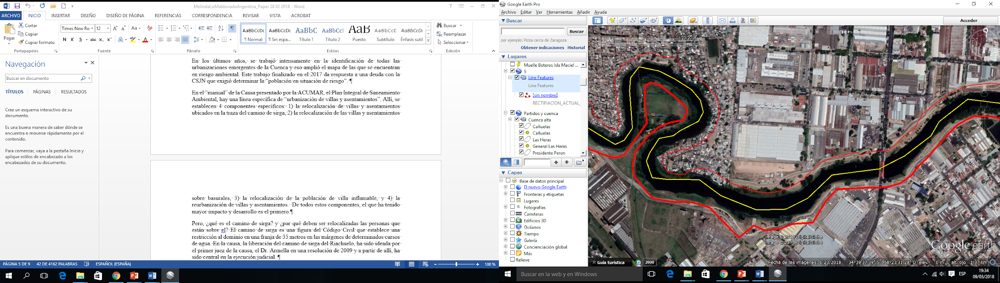 MelindaLisMaldonadoArgentina_Paper 28 02 2018 - Word
ARCHIVO INICIO INSERTAR DISEÑO DISEÑO DE PÁGINA REFERENCIAS CORRESPONDENCIA REVISAR VISTA ACROBAT
Pegar
Cortar
Copiar
Copiar formato
Portapapeles
Times New Ro 12
N K S abc x₂ x²
Fuente
Párrafo
AaBbCcDc AaBbCcDc AaBbC AaBbCcl AaB AaBbCcD AaBbCcDt
¶ Normal ¶ Sin espa... Título 1 Título 2 Puesto Subtítulo Énfasis sutil
Estilos
Buscar
Reemplazar
Seleccionar
Edición
Navegación
Buscar en documento
TÍTULOS PÁGINAS RESULTADOS
Cree un esquema interactivo de su
documento.
Es una buena manera de saber dónde se
encuentra o moverse rápidamente por el
contenido.
Para comenzar, vaya a la pestaña Inicio y
aplique estilos de encabezado a los
encabezados de su documento.
En los últimos años, se trabajó intensamente en la identificación de todas las
urbanizaciones emergentes de la Cuenca y eso amplió el mapa de las que se encuentran
en riesgo ambiental. Este trabajo finalizado en el 2017 da respuesta a una deuda con la
CSJN que exigió determinar la “población en situación de riesgo”. ¶
En el “manual” de la Causa presentado por la ACUMAR, el Plan Integral de Saneamiento
Ambiental, hay una línea específica de “urbanización de villas y asentamientos”. Allí, se
establecen 4 componentes específicos: 1) la relocalización de villas y asentamientos
ubicados en la traza del camino de sirga, 2) la relocalización de las villas y asentamientos
sobre basurales, 3) la relocalización de la población de villa inflamable, y 4) la
reurbanización de villas y asentamientos. De todos estos componentes, el que ha tenido
mayor impacto y desarrollo es el primero.¶
Pero, ¿qué es el camino de sirga? y ¿por qué deben ser relocalizadas las personas que
están sobre el? El camino de sirga es una figura del Código Civil que establece una
restricción al dominio en una franja de 35 metros en las márgenes de determinados cursos
de agua. En la causa, la liberación del camino de sirga del Riachuelo, ha sido ideada por
el primer juez de la causa, el Dr. Armella en una resolución de 2009 y a partir de allí, ha
sido central en la ejecución judicial. ¶
PÁGINA 5 DE 9 42 DE 4162 PALABRAS ESPAÑOL (ESPAÑA) 100 %
Google Earth Pro
Archivo Editar Ver Herramientas Añadir Ayuda
Buscar
Buscar
por ejemplo: Pizza cerca de Zaragoza
Obtener indicaciones Historial
Lugares
Muelle Boteros Isla Maciel ...
5
Line Features
Line Features
[sin nombre]
RECTIFIACION_ACTUAL_
Partidos y cuenca
Cuenca alta
Cañuelas
Cañuelas
Las Heras
General Las Heras
Presidente Peron
Capas
Base de datos principal
El nuevo Google Earth
Fronteras y etiquetas
Lugares
Fotografías
Carreteras
Edificios 3D
Océanos
Tiempo
Galería
Concienciación global
Más
Relieve
Acceder
1/23/2018
N
Image © 2018 DigitalGlobe
Image © 2018 DigitalGlobe
Google earth
Guía turística 2000
Fecha de las imágenes: 1/23/2018 34°39'37.39" S 58°23'31.28" O elev. 0 m alt. ojo 1.37 km
Buscar en la web y en Windows
ESP
19:34
09/03/2018